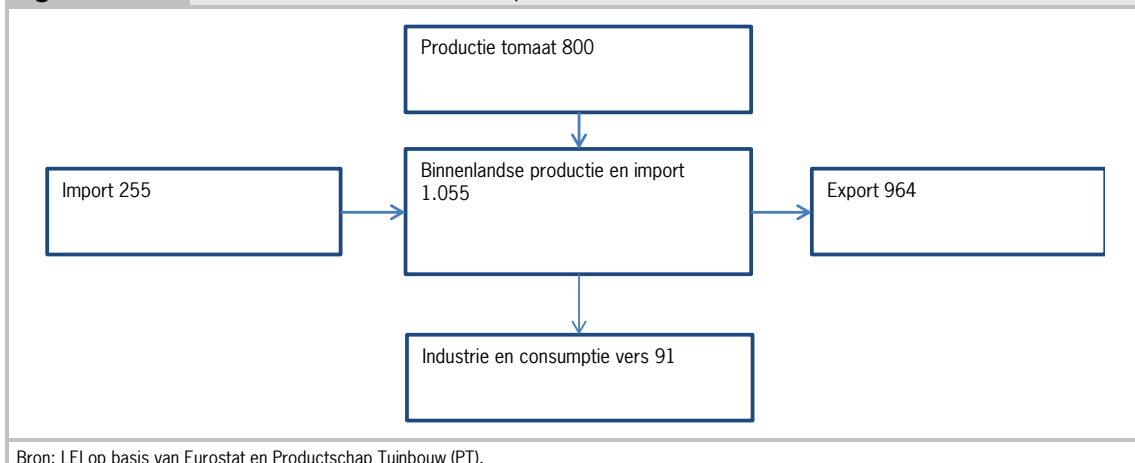 Productie tomaat 800
Binnenlandse productie en import
1.055
Import 255
Export 964
Industrie en consumptie vers 91
Bron: LEI op basis van Eurostat en Productschap Tuinbouw (PT).